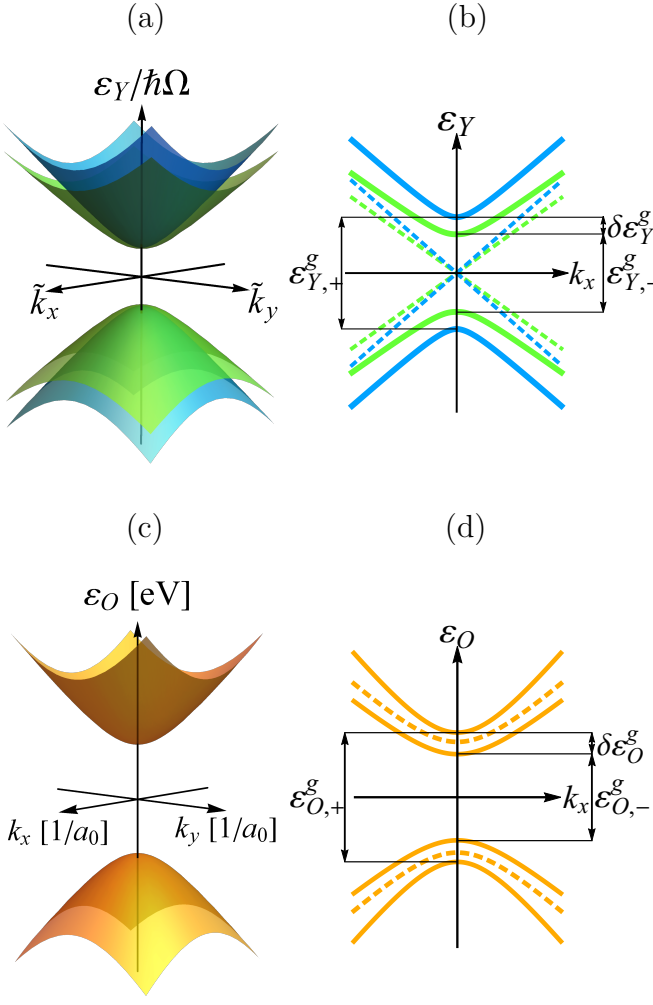 (a)
(b)
ε_Y/ħΩ
ε_Y
δε^g_Y
ε^g_{Y,+}
k_x
ε^g_{Y,-}
k̃_x
k̃_y
(c)
(d)
ε_O [eV]
ε_O
δε^g_O
ε^g_{O,+}
k_x
ε^g_{O,-}
k_x [1/a_0]
k_y [1/a_0]